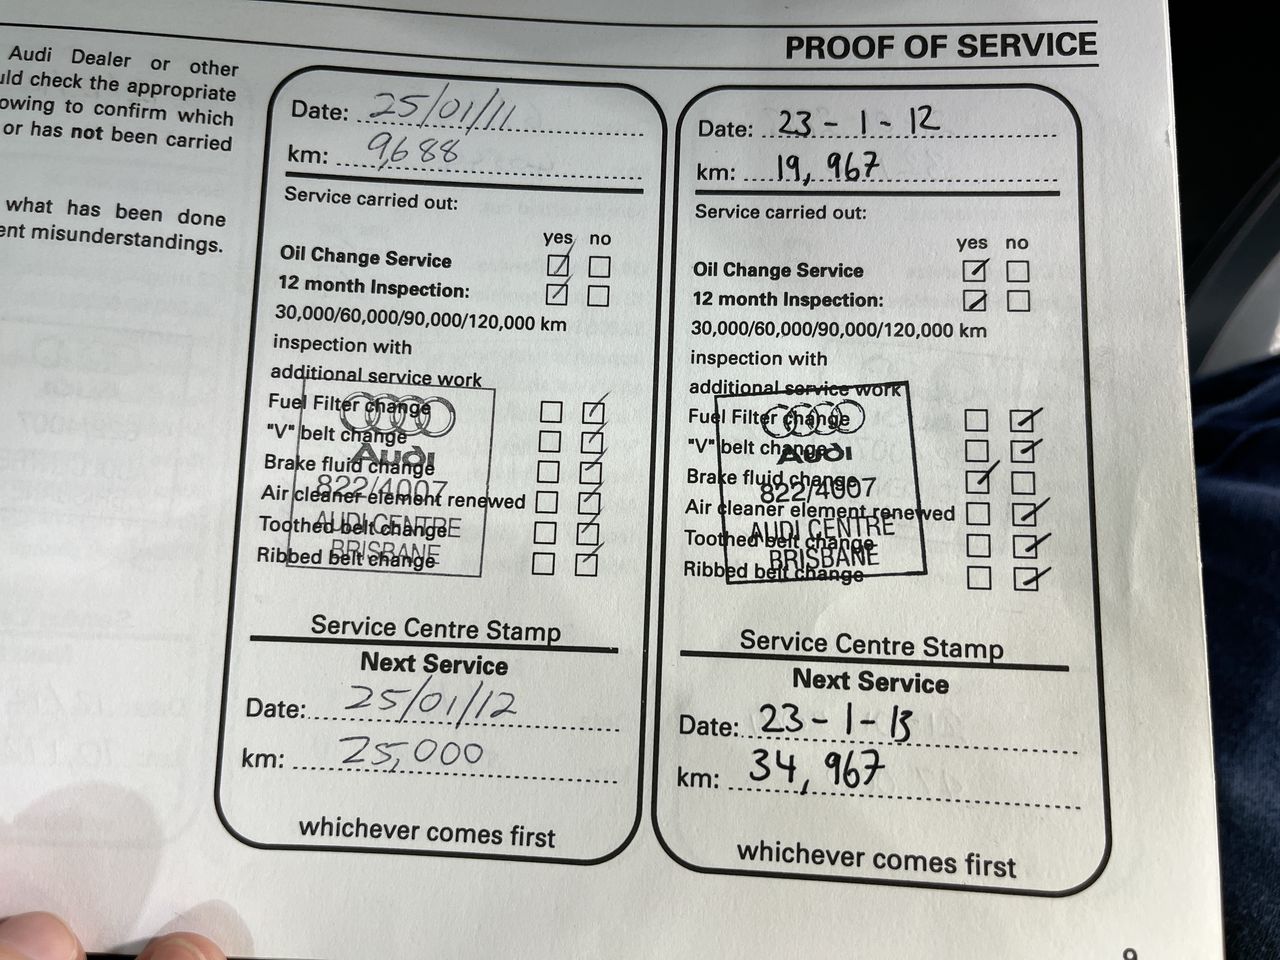 PROOF OF SERVICE
Audi Dealer or other
uld check the appropriate
owing to confirm which
or has not been carried
what has been done
ent misunderstandings.
Date: 25/01/11
km: 9,688
Service carried out:
yes no
Oil Change Service
12 month Inspection:
30,000/60,000/90,000/120,000 km
inspection with
additional service work
Fuel Filter change
"V" belt change
Brake fluid change
Air cleaner element renewed
Toothed belt change
Ribbed belt change
Audi
822/4007
AUDI CENTRE
BRISBANE
Service Centre Stamp
Next Service
Date: 25/01/12
km: 25,000
whichever comes first
Date: 23-1-12
km: 19,967
Service carried out:
yes no
Oil Change Service
12 month Inspection:
30,000/60,000/90,000/120,000 km
inspection with
additional service work
Fuel Filter change
"V" belt change
Brake fluid change
Air cleaner element renewed
Toothed belt change
Ribbed belt change
Audi
822/4007
AUDI CENTRE
BRISBANE
Service Centre Stamp
Next Service
Date: 23-1-13
km: 34,967
whichever comes first
9